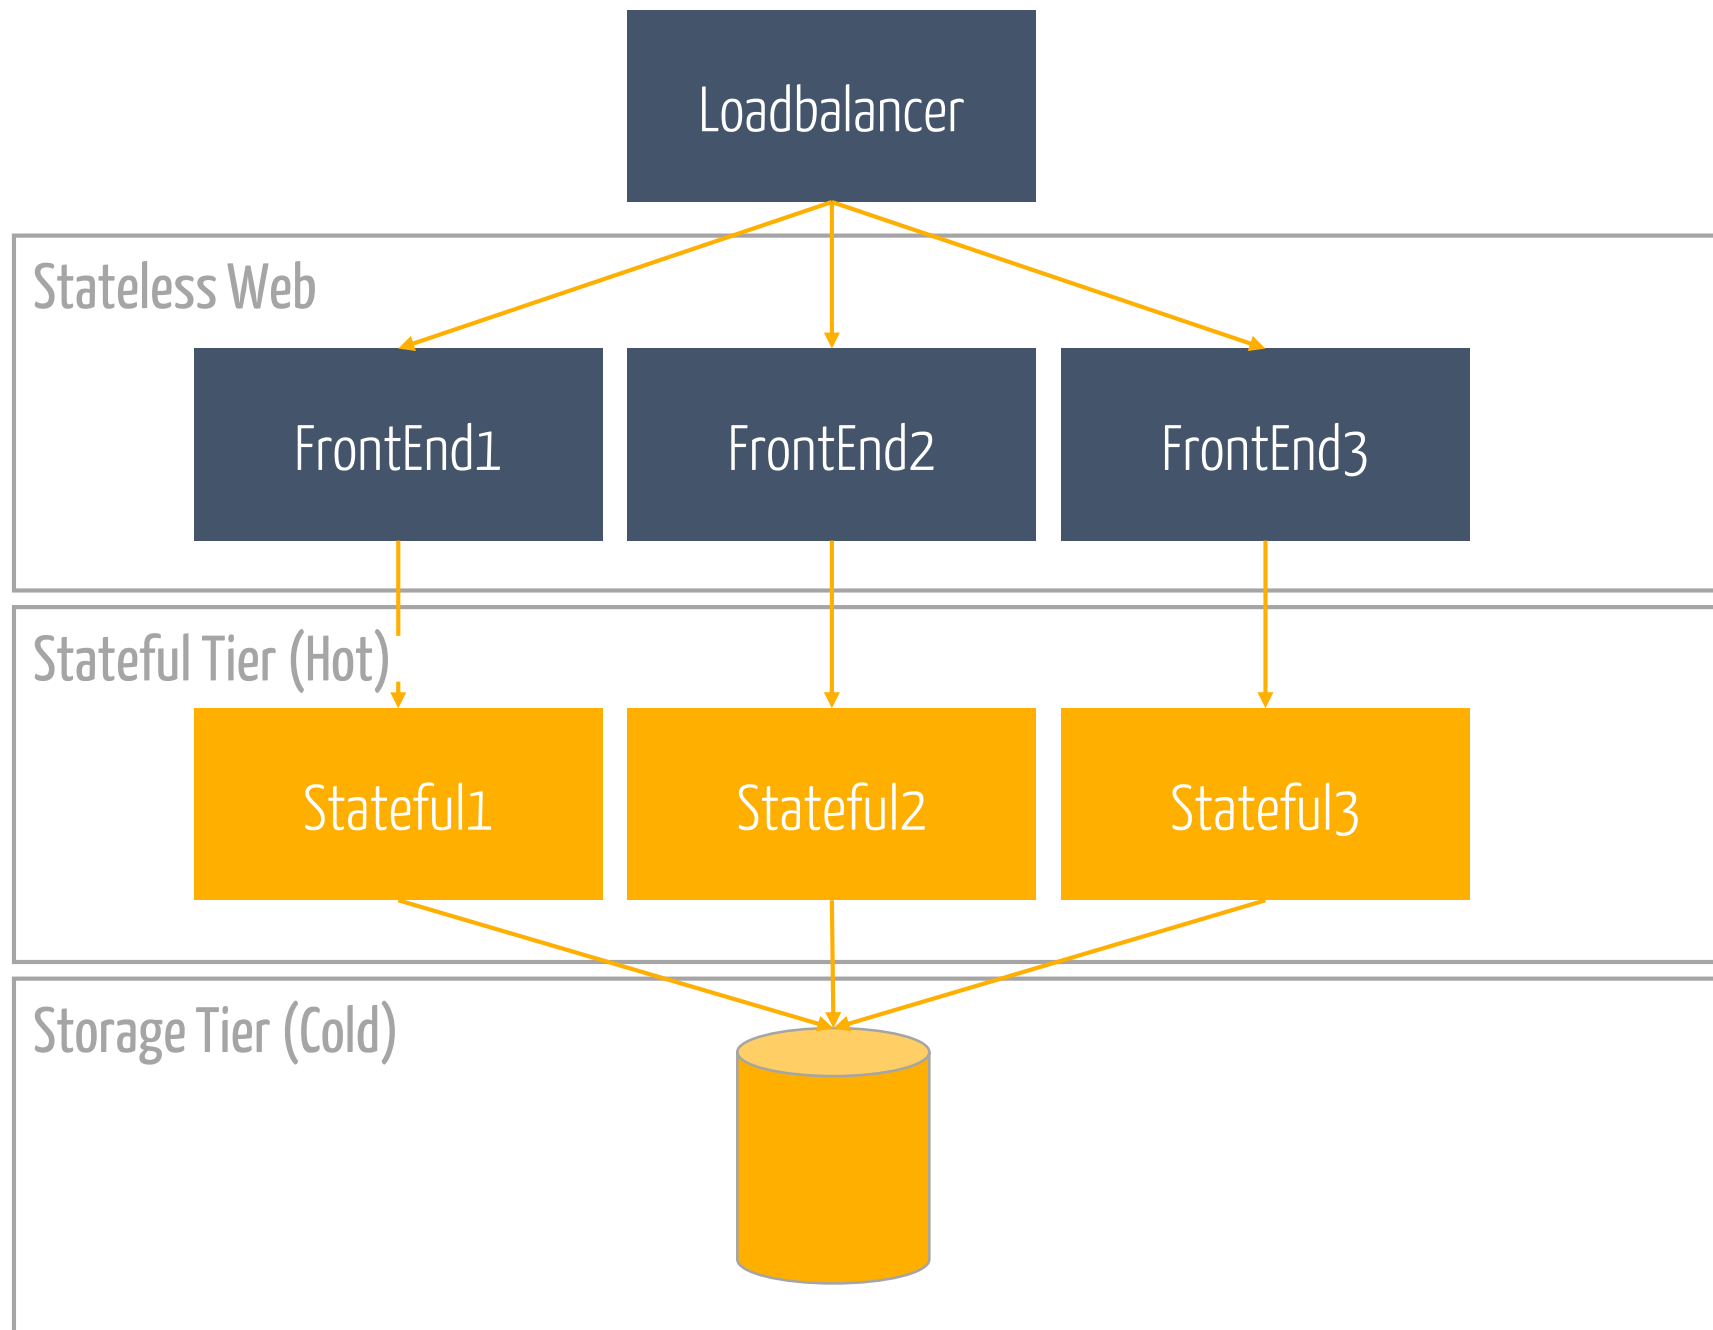 Loadbalancer
Stateless Web
FrontEnd1
FrontEnd2
FrontEnd3
Stateful Tier (Hot)
Stateful1
Stateful2
Stateful3
Storage Tier (Cold)